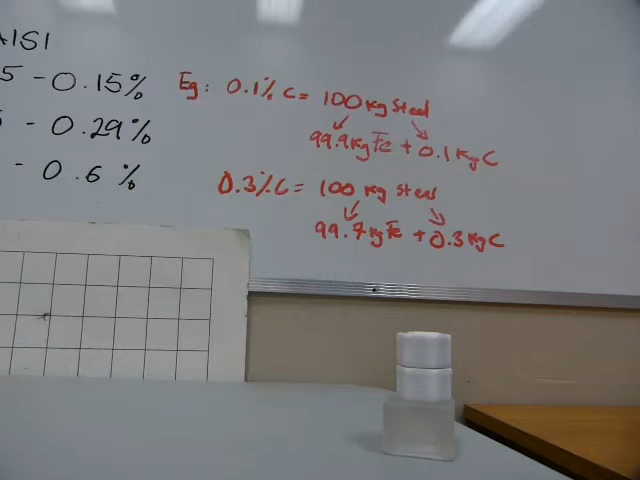 AISI
5 - 0.15%
- 0.29%
- 0.6 %
Eg: 0.1% C = 100 Kg Steel
99.9 Kg Fe + 0.1 Kg C
0.3% C = 100 Kg Steel
99.7 Kg Fe + 0.3 Kg C